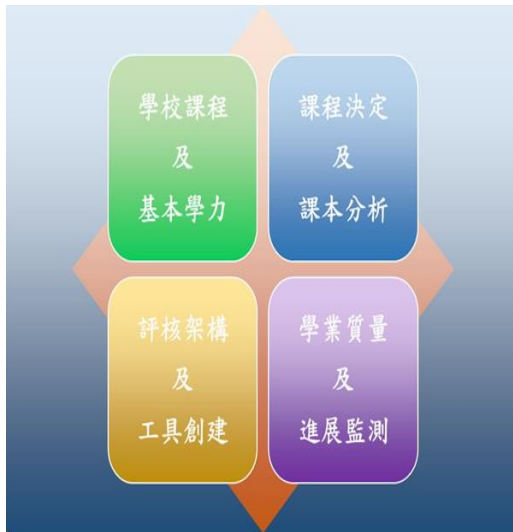 學校課程
及
基本學力
課程決定
及
課本分析
評核架構
及
工具創建
學業質量
及
進展監測